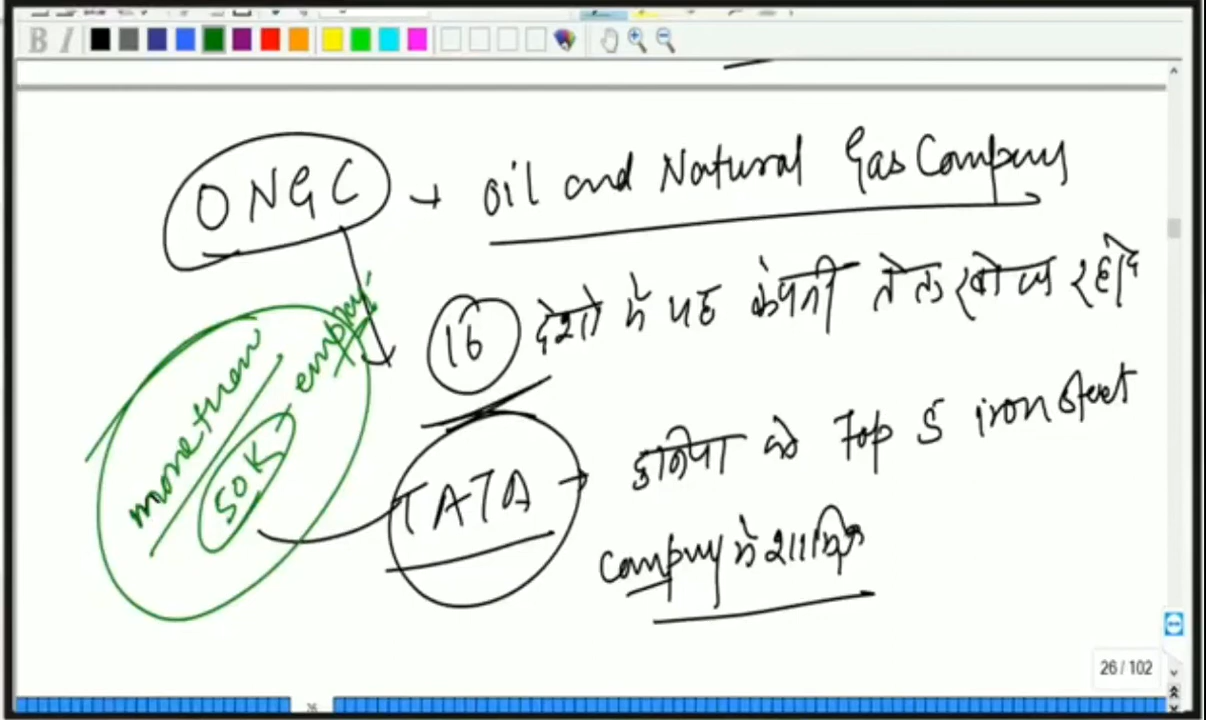 B I
ONGC → Oil and Natural Gas Company
16 देशो में यह कंपनी तेल खोज रही है
more than 50K employ
TATA → दुनिया के Top 5 iron steel
Company में शामिल
26 / 102
26